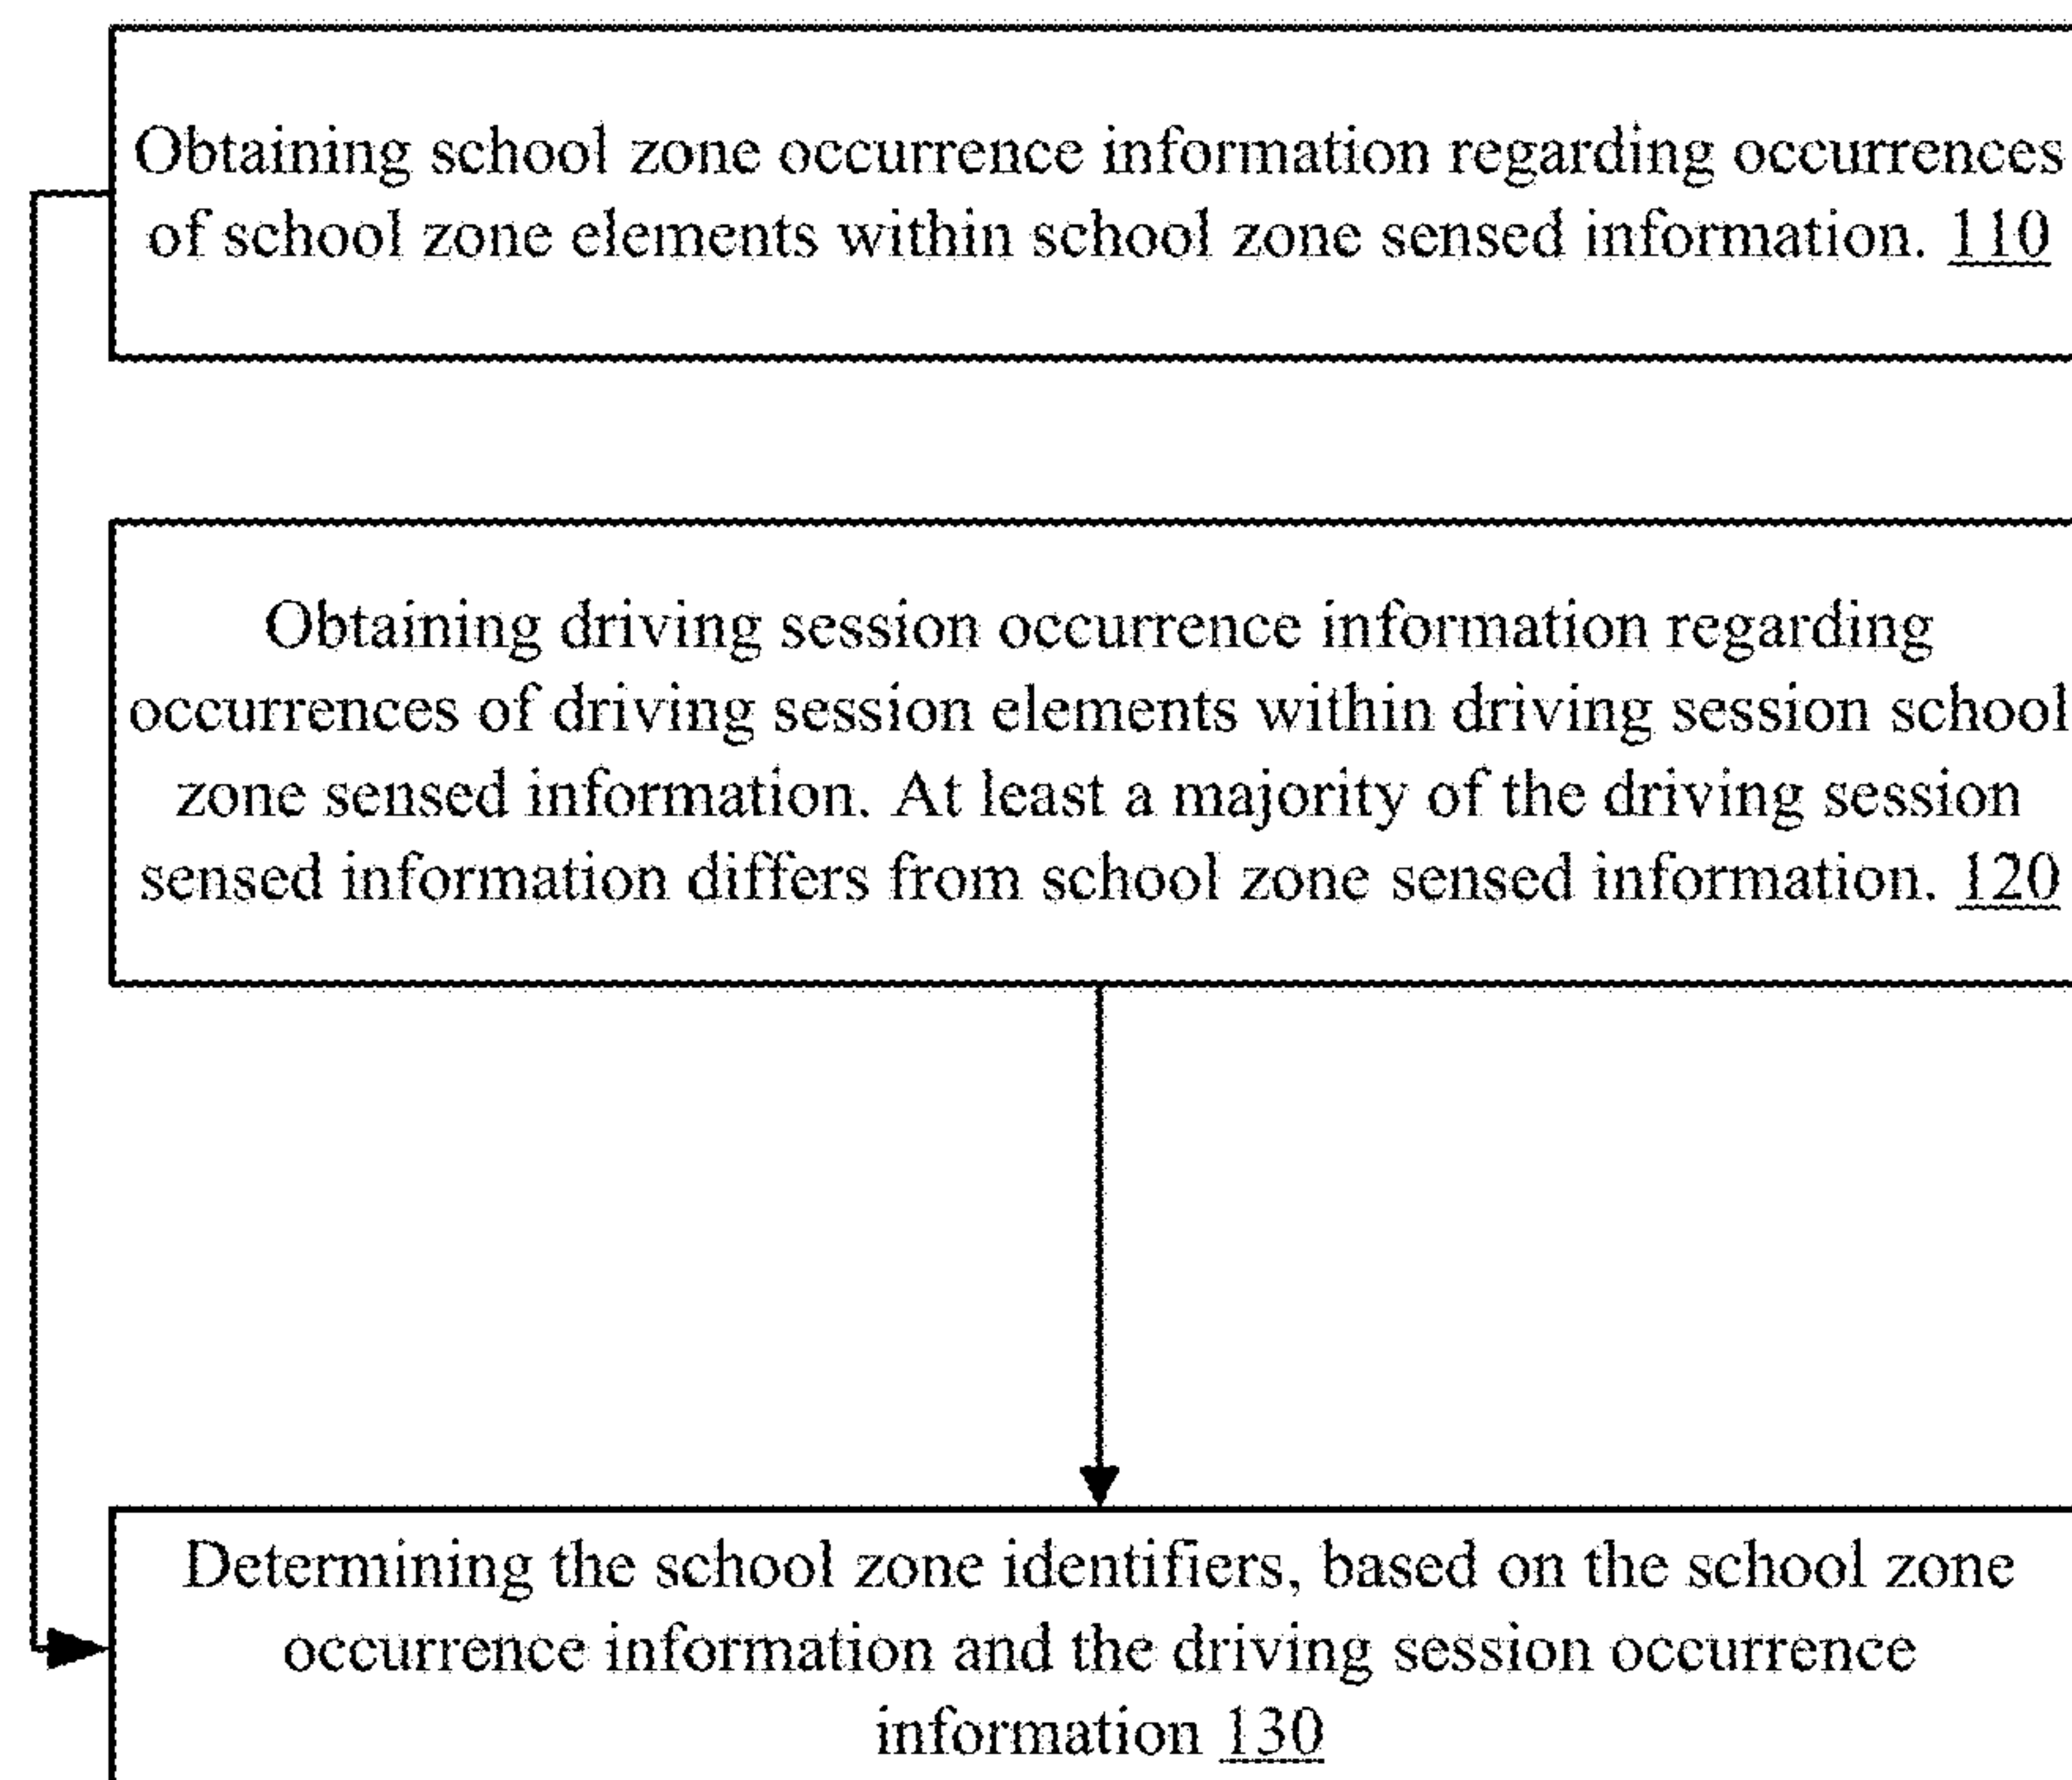 Obtaining school zone occurrence information regarding occurrences
of school zone elements within school zone sensed information. 110
Obtaining driving session occurrence information regarding
occurrences of driving session elements within driving session school
zone sensed information. At least a majority of the driving session
sensed information differs from school zone sensed information. 120
Determining the school zone identifiers, based on the school zone
occurrence information and the driving session occurrence
information 130